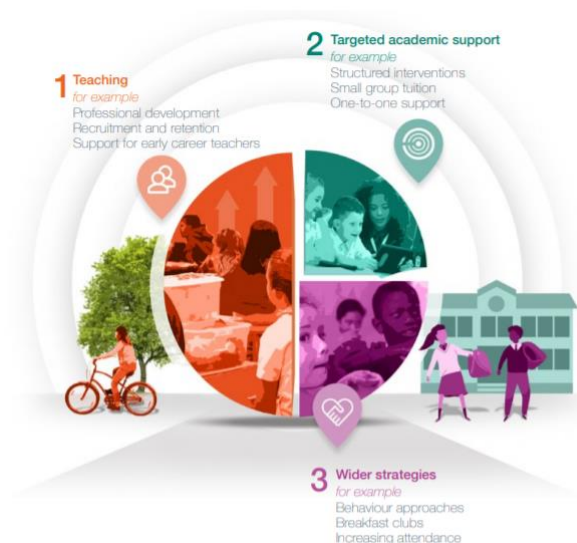 1 Teaching
for example
Professional development
Recruitment and retention
Support for early career teachers
2 Targeted academic support
for example
Structured interventions
Small group tuition
One-to-one support
3 Wider strategies
for example
Behaviour approaches
Breakfast clubs
Increasing attendance